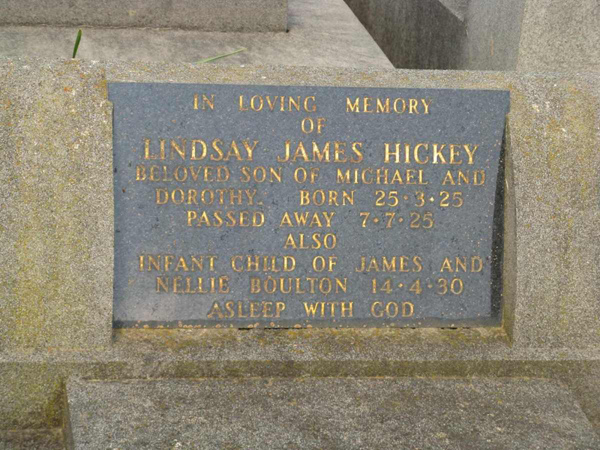 IN LOVING MEMORY
OF
LINDSAY JAMES HICKEY
BELOVED SON OF MICHAEL AND
DOROTHY. BORN 25·3·25
PASSED AWAY 7·7·25
ALSO
INFANT CHILD OF JAMES AND
NELLIE BOULTON 14·4·30
ASLEEP WITH GOD